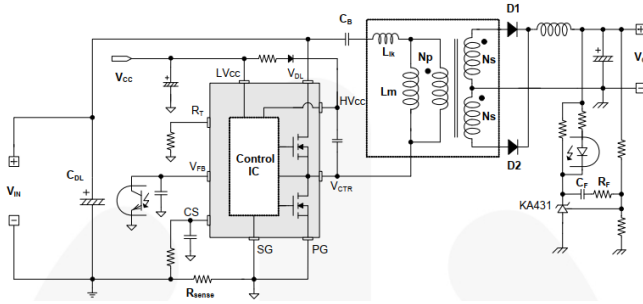 CB
D1
Llk
Np
Ns
VCC
LVCC
VDL
HVCC
Lm
RT
Ns
Control
IC
VFB
D2
VIN
CDL
VCTR
CF
RF
CS
KA431
SG
PG
Rsense